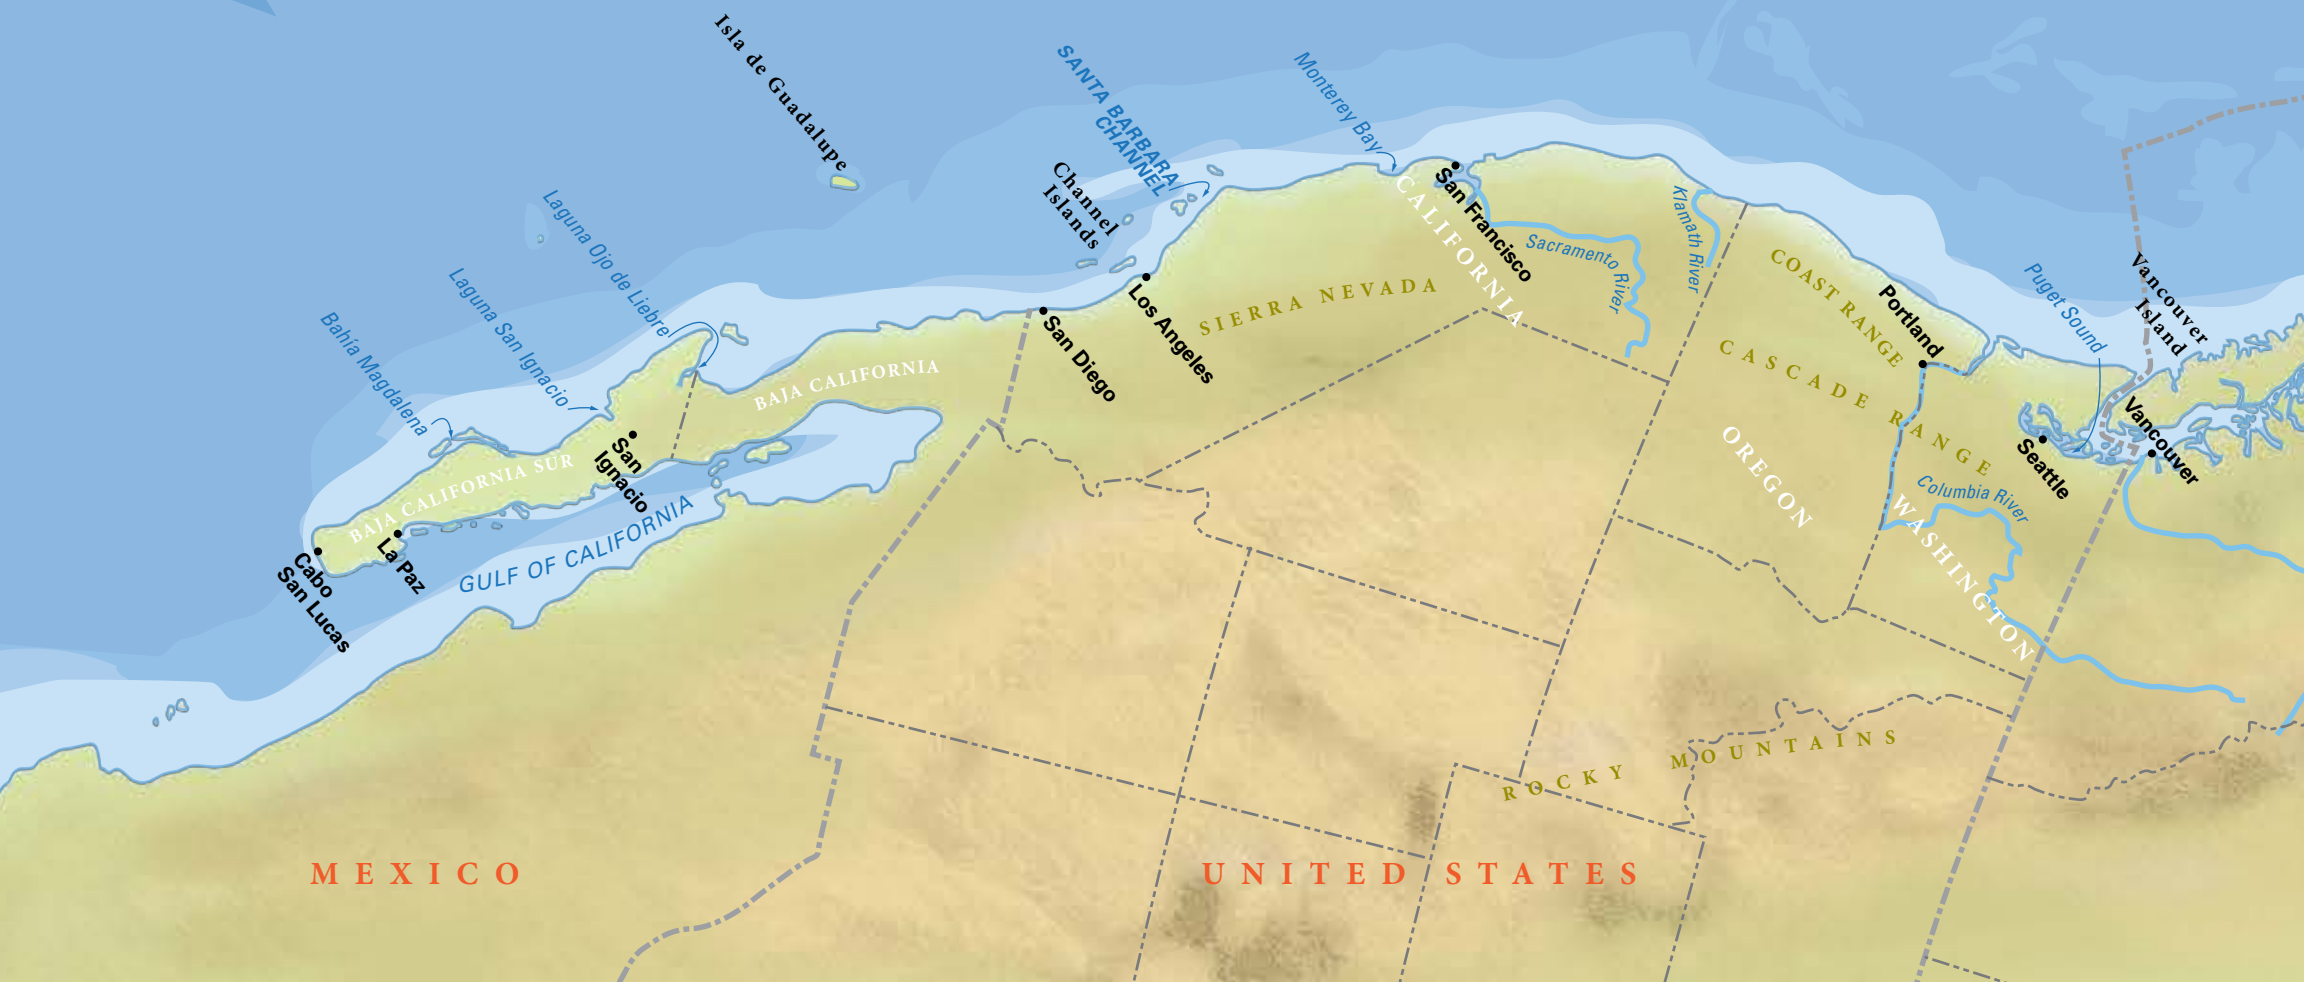 Isla de Guadalupe
SANTA BARBARA
CHANNEL
Monterey Bay
Channel
Islands
Laguna Ojo de Liebre
Laguna San Ignacio
Bahía Magdalena
San Francisco
CALIFORNIA
Sacramento River
Klamath River
COAST RANGE
Portland
Puget Sound
Vancouver
Island
Los Angeles
San Diego
SIERRA NEVADA
CASCADE RANGE
BAJA CALIFORNIA
BAJA CALIFORNIA SUR
San
Ignacio
GULF OF CALIFORNIA
La Paz
Cabo
San Lucas
OREGON
Vancouver
Seattle
Columbia River
WASHINGTON
ROCKY MOUNTAINS
MEXICO
UNITED STATES